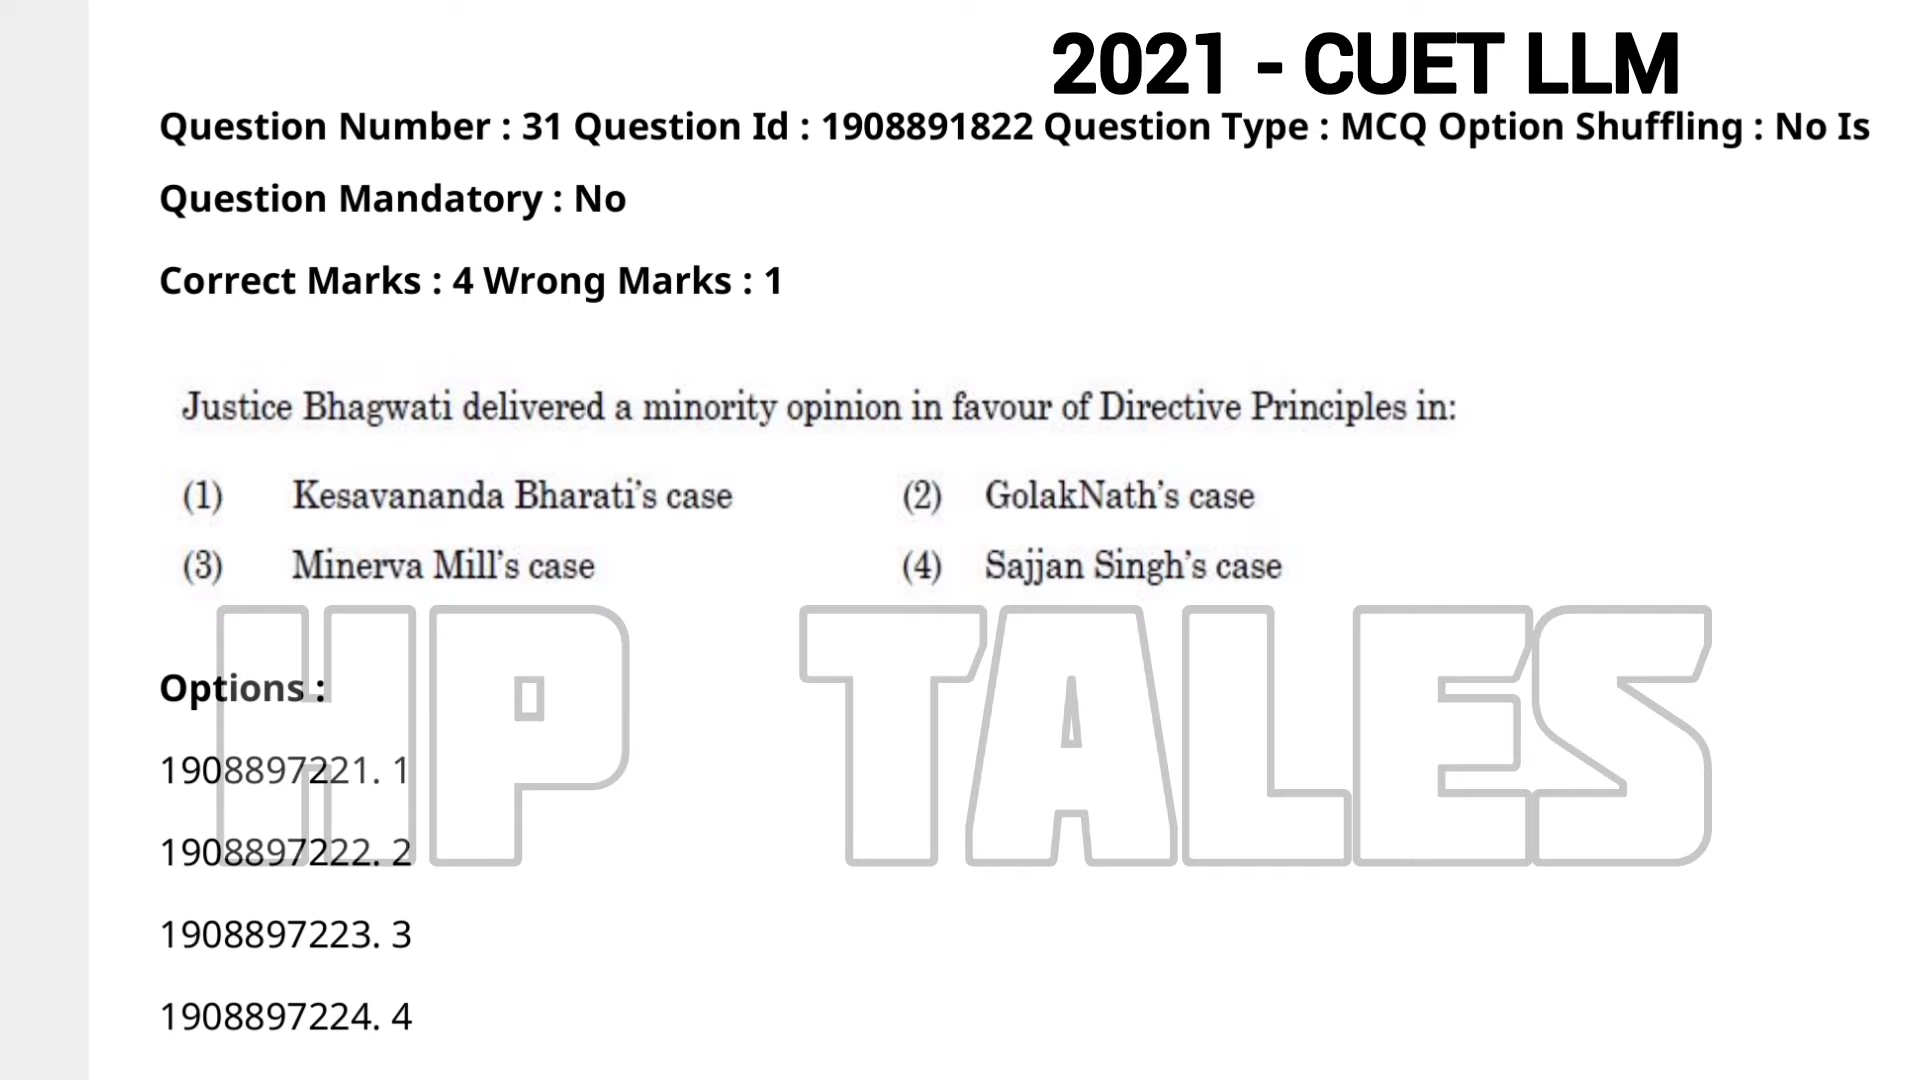 2021 - CUET LLM
Question Number : 31 Question Id : 1908891822 Question Type : MCQ Option Shuffling : No Is
Question Mandatory : No
Correct Marks : 4 Wrong Marks : 1
Justice Bhagwati delivered a minority opinion in favour of Directive Principles in:
(1) Kesavananda Bharati's case (2) GolakNath's case
(3) Minerva Mill's case (4) Sajjan Singh's case
HP TALES
Options :
1908897221. 1
1908897222. 2
1908897223. 3
1908897224. 4